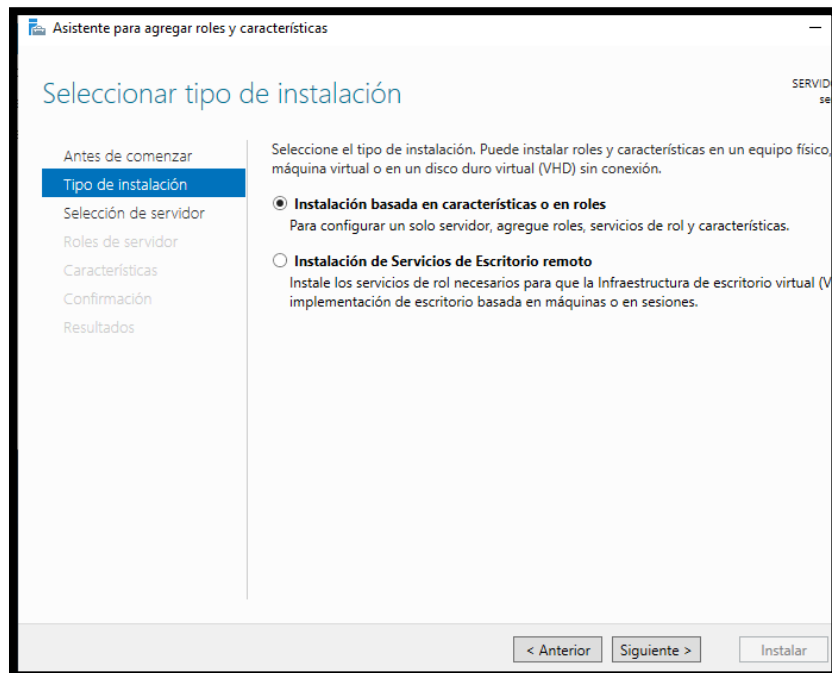 Asistente para agregar roles y características
Seleccionar tipo de instalación
Antes de comenzar
Tipo de instalación
Selección de servidor
Roles de servidor
Características
Confirmación
Resultados
Seleccione el tipo de instalación. Puede instalar roles y características en un equipo físico,
máquina virtual o en un disco duro virtual (VHD) sin conexión.
Instalación basada en características o en roles
Para configurar un solo servidor, agregue roles, servicios de rol y características.
Instalación de Servicios de Escritorio remoto
Instale los servicios de rol necesarios para que la Infraestructura de escritorio virtual (V
implementación de escritorio basada en máquinas o en sesiones.
< Anterior
Siguiente >
Instalar